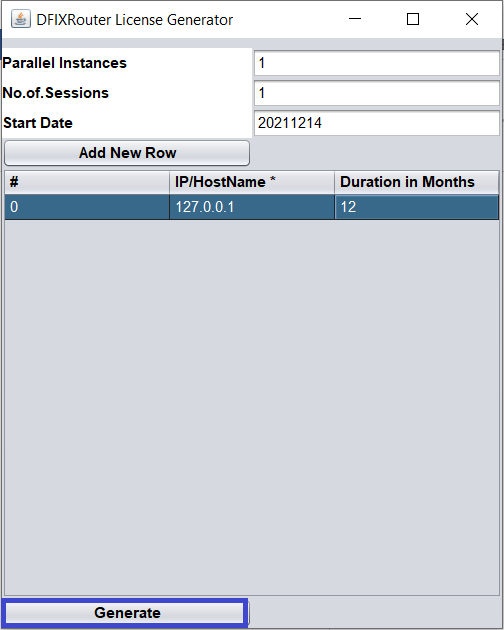 DFIXRouter License Generator
Parallel Instances 1
No.of.Sessions 1
Start Date 20211214
Add New Row
# IP/HostName * Duration in Months
0 127.0.0.1 12
Generate